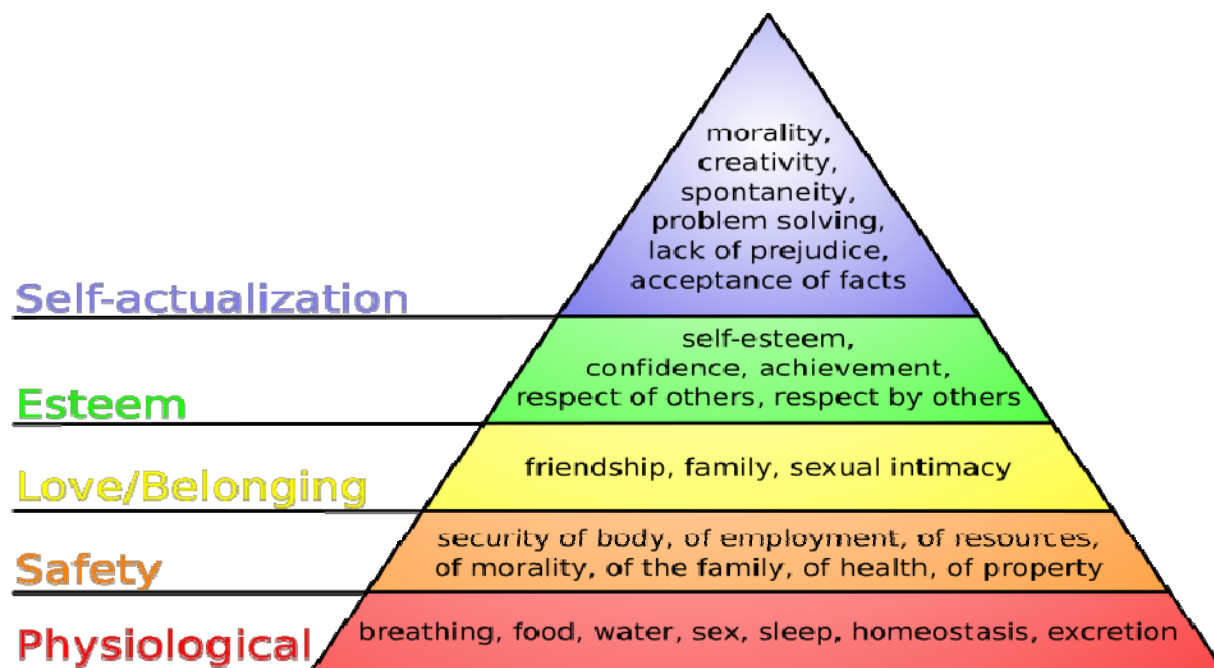 morality,
creativity,
spontaneity,
problem solving,
lack of prejudice,
acceptance of facts
Self-actualization
self-esteem,
confidence, achievement,
respect of others, respect by others
Esteem
friendship, family, sexual intimacy
Love/Belonging
security of body, of employment, of resources,
of morality, of the family, of health, of property
Safety
breathing, food, water, sex, sleep, homeostasis, excretion
Physiological